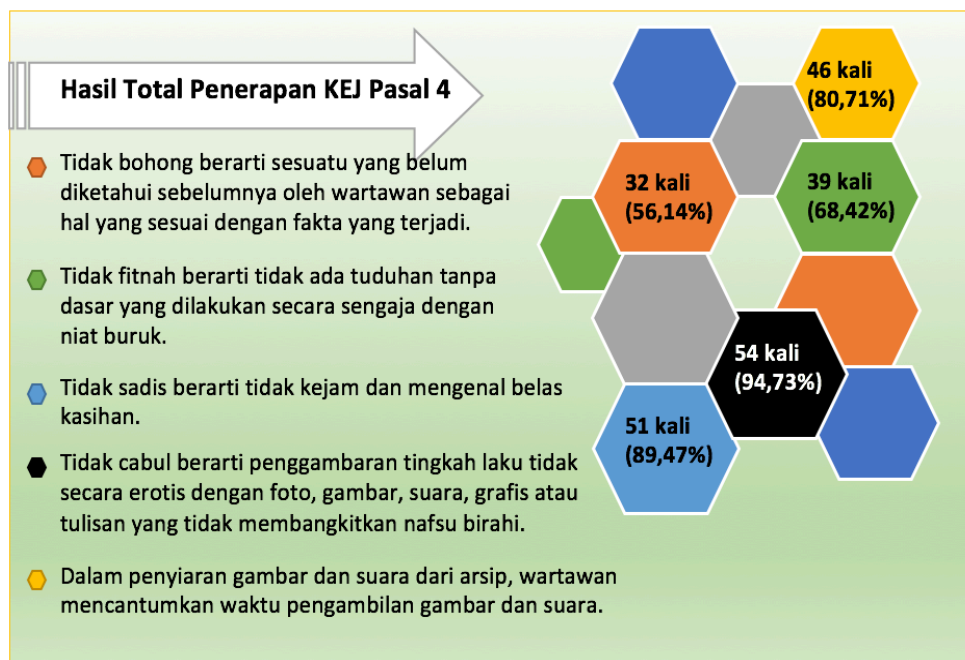 Hasil Total Penerapan KEJ Pasal 4
Tidak bohong berarti sesuatu yang belum
diketahui sebelumnya oleh wartawan sebagai
hal yang sesuai dengan fakta yang terjadi.
Tidak fitnah berarti tidak ada tuduhan tanpa
dasar yang dilakukan secara sengaja dengan
niat buruk.
Tidak sadis berarti tidak kejam dan mengenal belas
kasihan.
Tidak cabul berarti penggambaran tingkah laku tidak
secara erotis dengan foto, gambar, suara, grafis atau
tulisan yang tidak membangkitkan nafsu birahi.
Dalam penyiaran gambar dan suara dari arsip, wartawan
mencantumkan waktu pengambilan gambar dan suara.
46 kali
(80,71%)
32 kali
(56,14%)
39 kali
(68,42%)
54 kali
(94,73%)
51 kali
(89,47%)